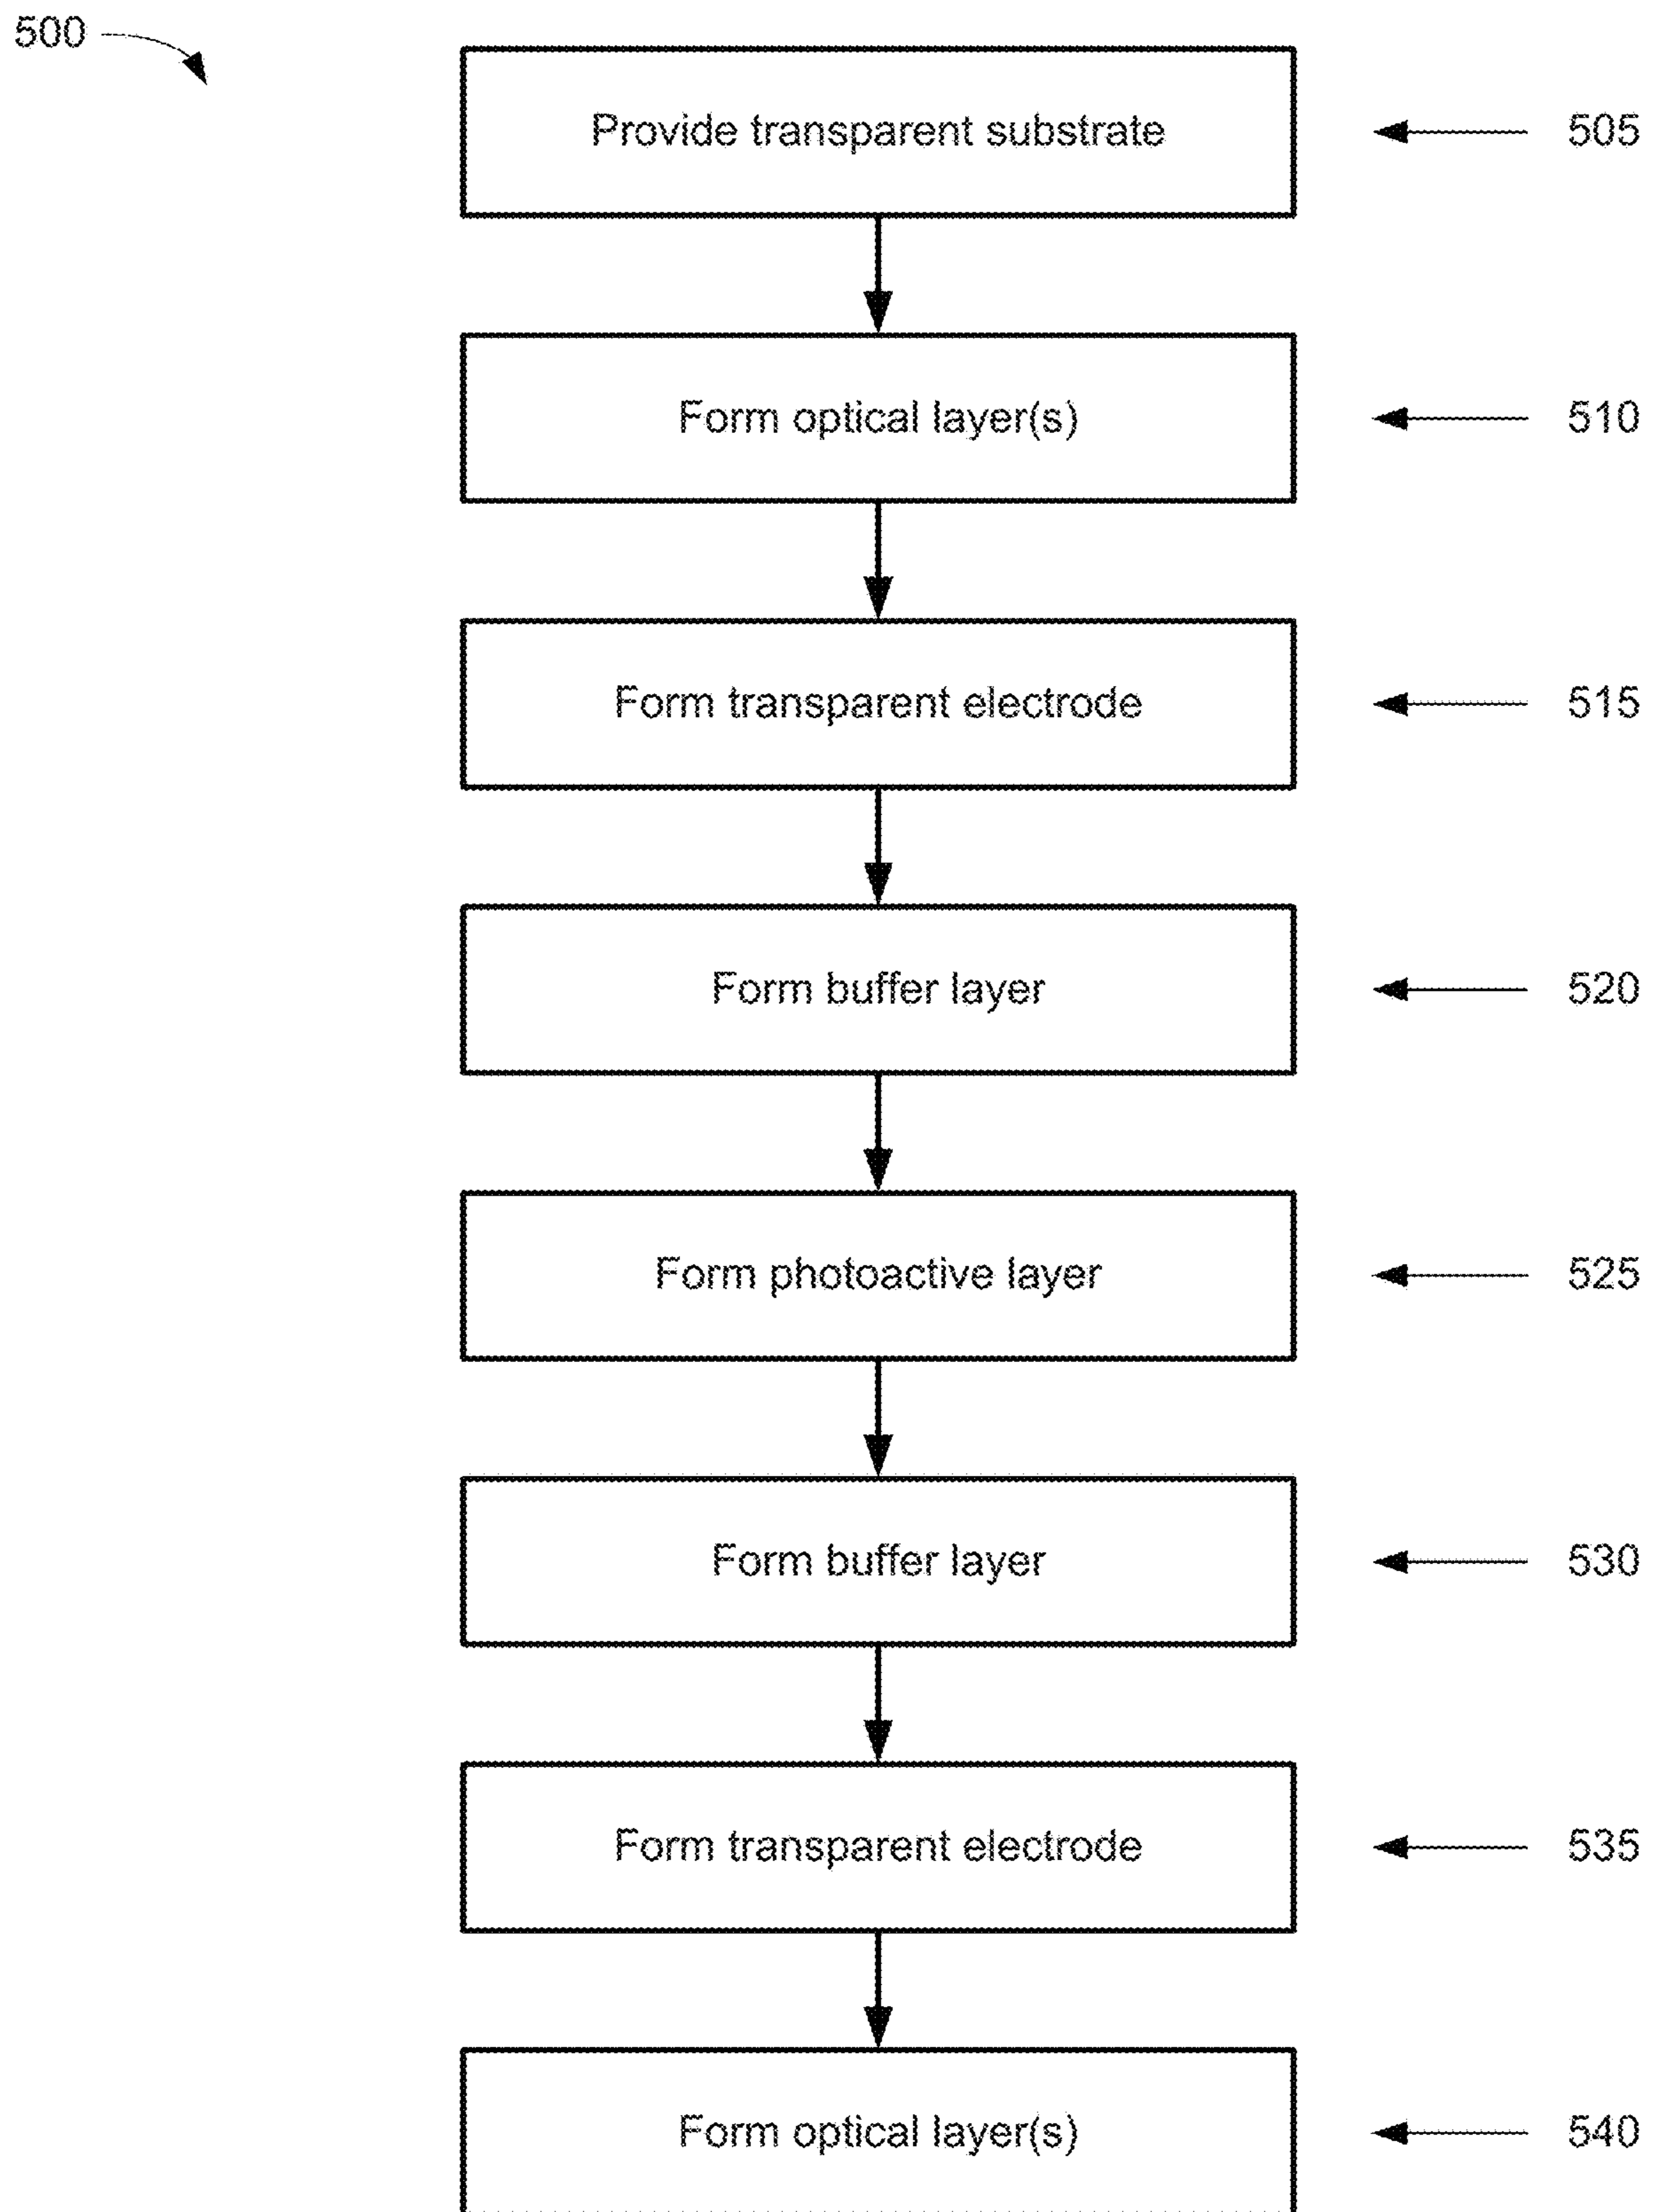 500
Provide transparent substrate 505
Form optical layer(s) 510
Form transparent electrode 515
Form buffer layer 520
Form photoactive layer 525
Form buffer layer 530
Form transparent electrode 535
Form optical layer(s) 540